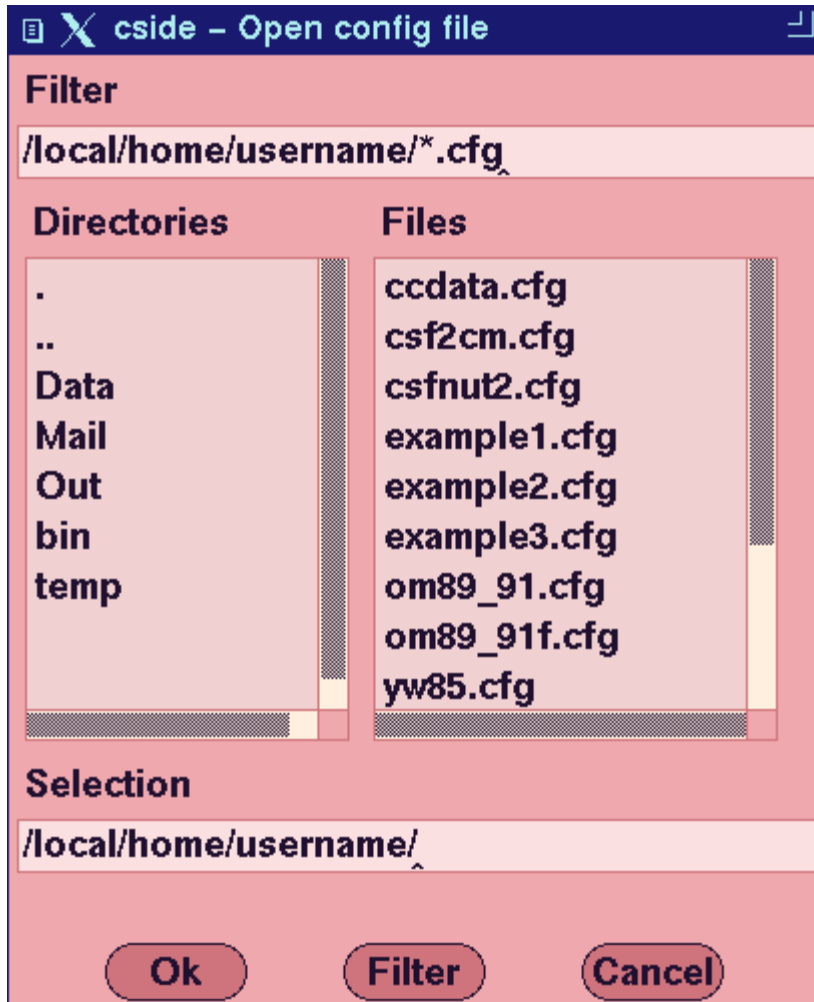 cside – Open config file
Filter
/local/home/username/*.cfg
Directories
.
..
Data
Mail
Out
bin
temp
Files
ccdata.cfg
csf2cm.cfg
csfnut2.cfg
example1.cfg
example2.cfg
example3.cfg
om89_91.cfg
om89_91f.cfg
yw85.cfg
Selection
/local/home/username/
Ok
Filter
Cancel